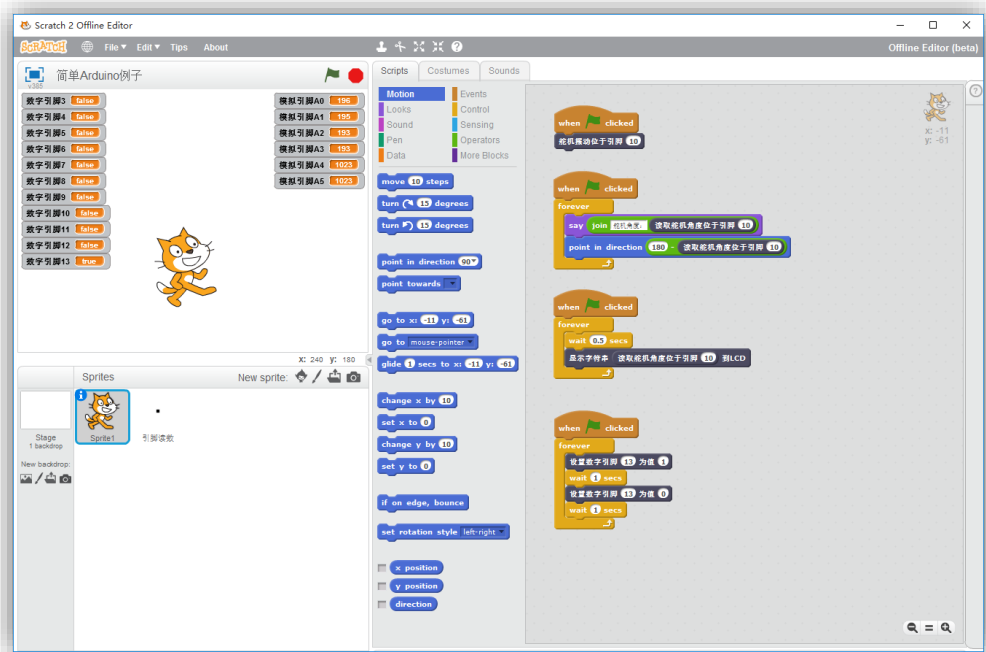 Scratch 2 Offline Editor
SCRATCH File Edit Tips About
Offline Editor (beta)
v385
简单Arduino例子
数字引脚3 false
数字引脚4 false
数字引脚5 false
数字引脚6 false
数字引脚7 false
数字引脚8 false
数字引脚9 false
数字引脚10 false
数字引脚11 false
数字引脚12 false
数字引脚13 true
模拟引脚A0 196
模拟引脚A1 195
模拟引脚A2 193
模拟引脚A3 193
模拟引脚A4 1023
模拟引脚A5 1023
X: 240 Y: 180
Sprites New sprite:
Stage
1 backdrop
New backdrop:
Sprite1
引脚读数
Scripts Costumes Sounds
Motion Events
Looks Control
Sound Sensing
Pen Operators
Data More Blocks
move 10 steps
turn 15 degrees
turn 15 degrees
point in direction 90
point towards
go to x: -11 y: -61
go to mouse-pointer
glide 1 secs to x: -11 y: -61
change x by 10
set x to 0
change y by 10
set y to 0
if on edge, bounce
set rotation style left-right
x position
y position
direction
x: -11
y: -61
when clicked
舵机摆动位于引脚 10
when clicked
forever
say join 舵机角度: 读取舵机角度位于引脚 10
point in direction 180 - 读取舵机角度位于引脚 10
when clicked
forever
wait 0.5 secs
显示字符串 读取舵机角度位于引脚 10 到LCD
when clicked
forever
设置数字引脚 13 为值 1
wait 1 secs
设置数字引脚 13 为值 0
wait 1 secs